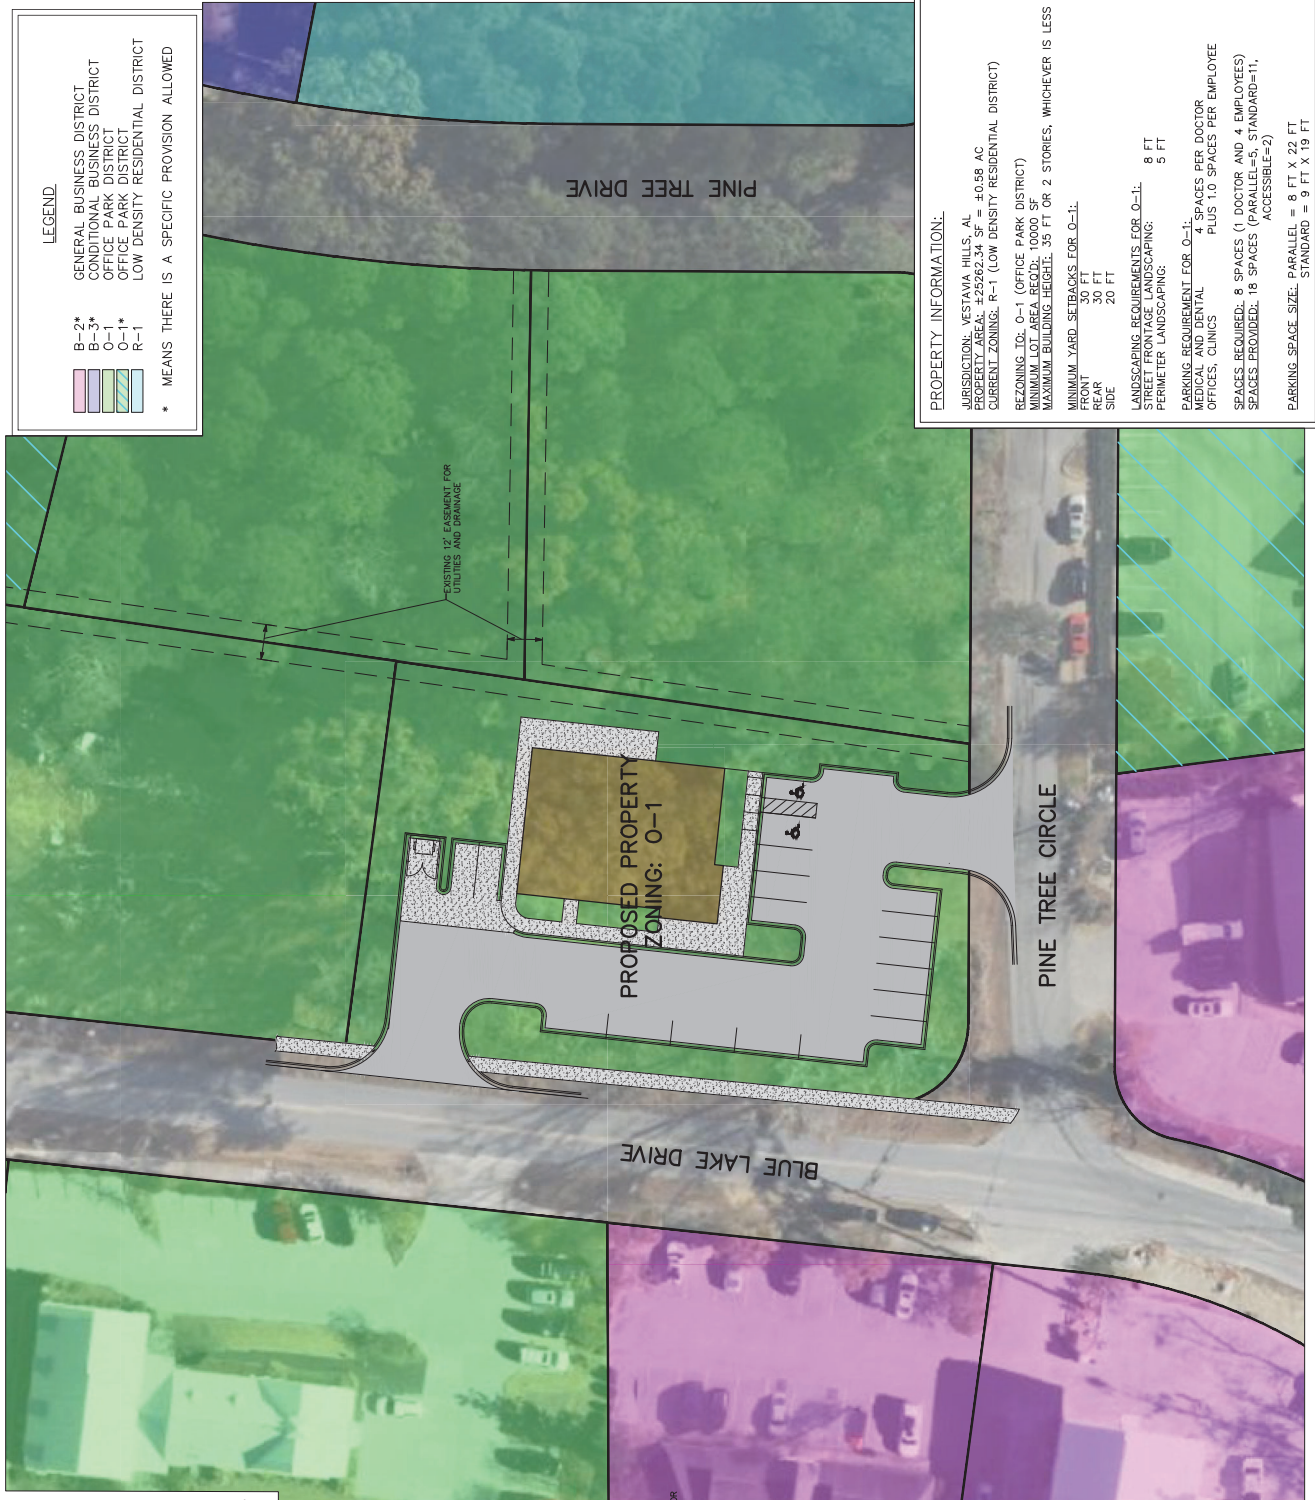 LEGEND
B-2* GENERAL BUSINESS DISTRICT
B-3* CONDITIONAL BUSINESS DISTRICT
O-1 OFFICE PARK DISTRICT
O-1* OFFICE PARK DISTRICT
R-1 LOW DENSITY RESIDENTIAL DISTRICT
* MEANS THERE IS A SPECIFIC PROVISION ALLOWED
PINE TREE DRIVE
EXISTING 12' EASEMENT FOR
UTILITIES AND DRAINAGE
PROPOSED PROPERTY
ZONING: O-1
PINE TREE CIRCLE
BLUE LAKE DRIVE
PROPERTY INFORMATION:
JURISDICTION: VESTAVIA HILLS, AL
PROPERTY AREA: ±25262.34 SF = ±0.58 AC
CURRENT ZONING: R-1 (LOW DENSITY RESIDENTIAL DISTRICT)
REZONING TO: O-1 (OFFICE PARK DISTRICT)
MINIMUM LOT AREA REQ'D: 10000 SF
MAXIMUM BUILDING HEIGHT: 35 FT OR 2 STORIES, WHICHEVER IS LESS
MINIMUM YARD SETBACKS FOR O-1:
FRONT 30 FT
REAR 30 FT
SIDE 20 FT
LANDSCAPING REQUIREMENTS FOR O-1:
STREET FRONTAGE LANDSCAPING: 8 FT
PERIMETER LANDSCAPING: 5 FT
PARKING REQUIREMENT FOR O-1:
MEDICAL AND DENTAL 4 SPACES PER DOCTOR
OFFICES, CLINICS PLUS 1.0 SPACES PER EMPLOYEE
SPACES REQUIRED: 8 SPACES (1 DOCTOR AND 4 EMPLOYEES)
SPACES PROVIDED: 18 SPACES (PARALLEL=5, STANDARD=11,
ACCESSIBLE=2)
PARKING SPACE SIZE: PARALLEL = 8 FT X 22 FT
STANDARD = 9 FT X 19 FT